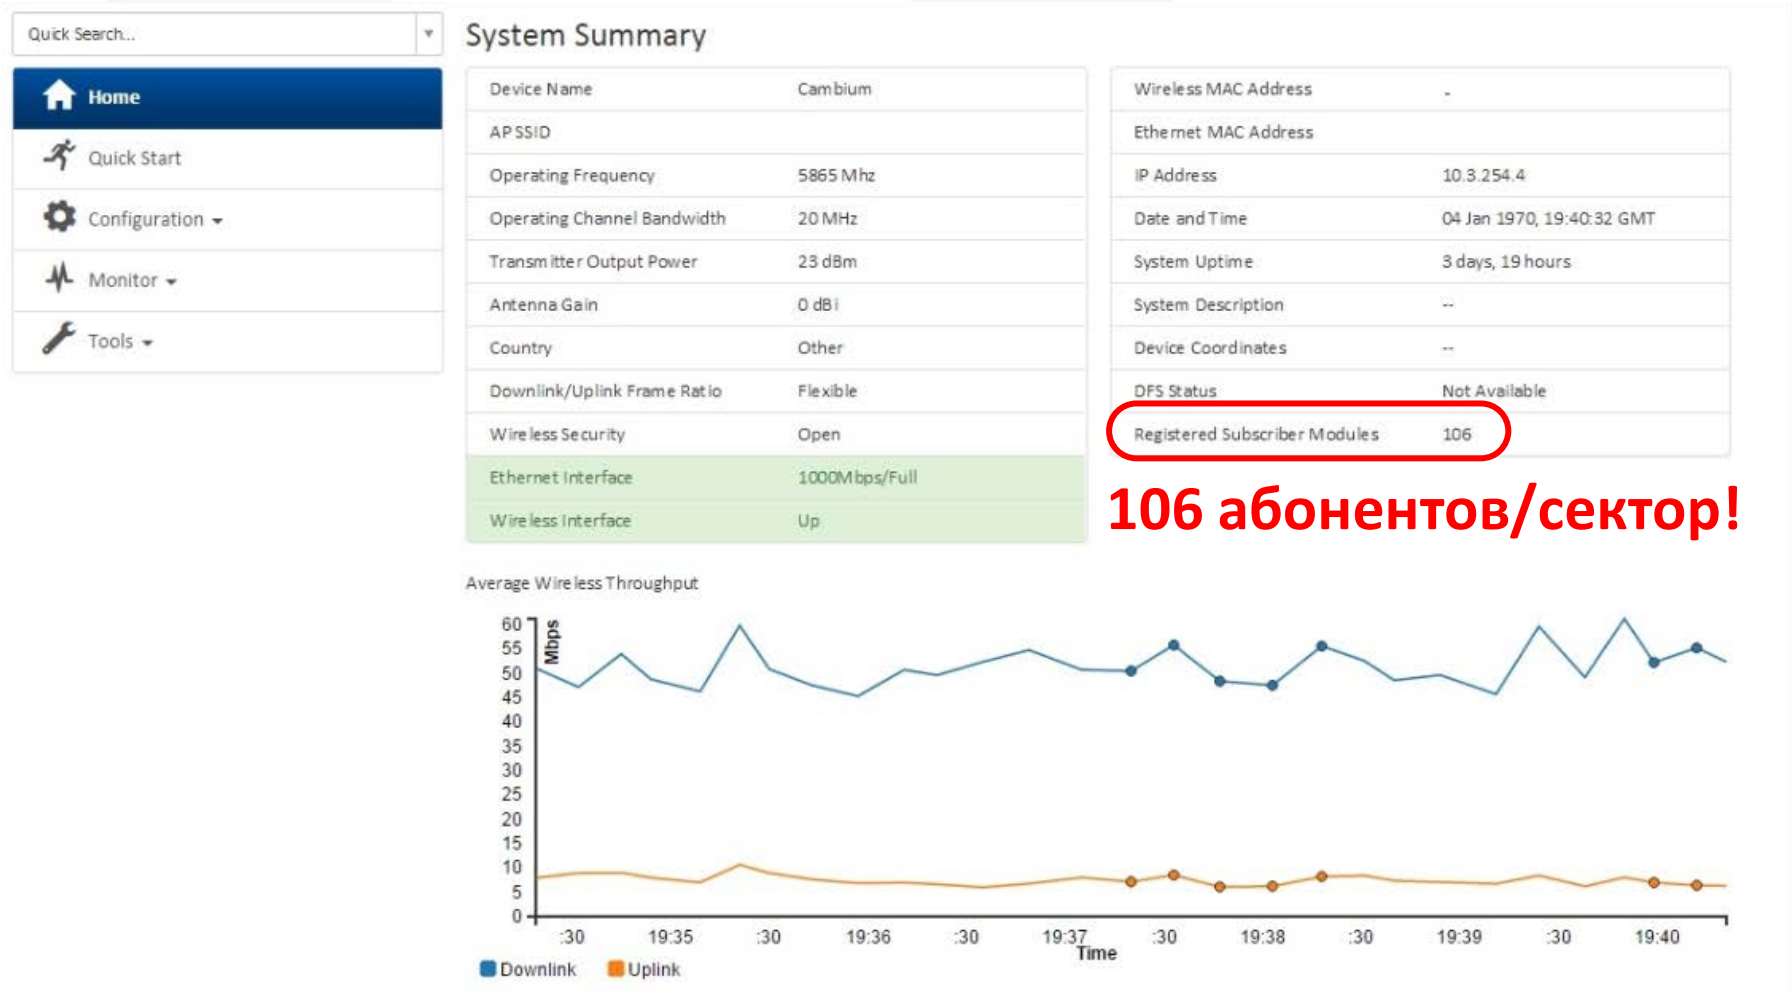 Quick Search...
Home
Quick Start
Configuration
Monitor
Tools
System Summary
Device Name Cambium
AP SSID
Operating Frequency 5865 Mhz
Operating Channel Bandwidth 20 MHz
Transmitter Output Power 23 dBm
Antenna Gain 0 dBi
Country Other
Downlink/Uplink Frame Ratio Flexible
Wireless Security Open
Ethernet Interface 1000Mbps/Full
Wireless Interface Up
Wireless MAC Address -
Ethernet MAC Address
IP Address 10.3.254.4
Date and Time 04 Jan 1970, 19:40:32 GMT
System Uptime 3 days, 19 hours
System Description --
Device Coordinates --
DFS Status Not Available
Registered Subscriber Modules 106
106 абонентов/сектор!
Average Wireless Throughput
Mbps
60
55
50
45
40
35
30
25
20
15
10
5
0
:30 19:35 :30 19:36 :30 19:37 :30 19:38 :30 19:39 :30 19:40
Time
Downlink Uplink